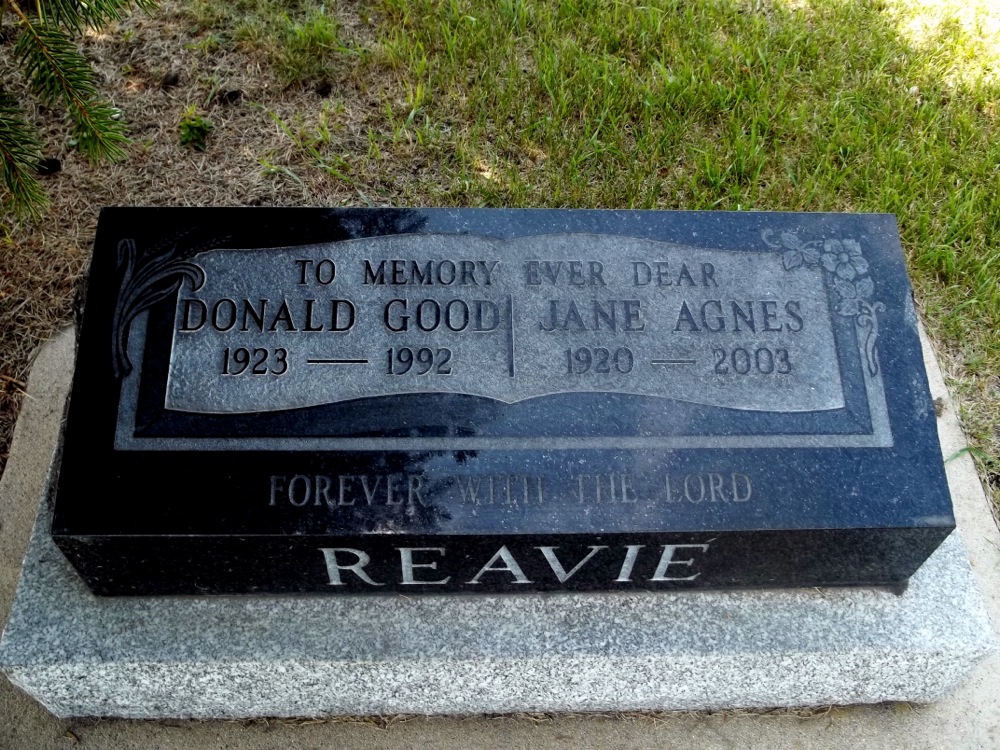 TO MEMORY EVER DEAR
DONALD GOOD JANE AGNES
1923 — 1992 1920 — 2003
FOREVER WITH THE LORD
REAVIE